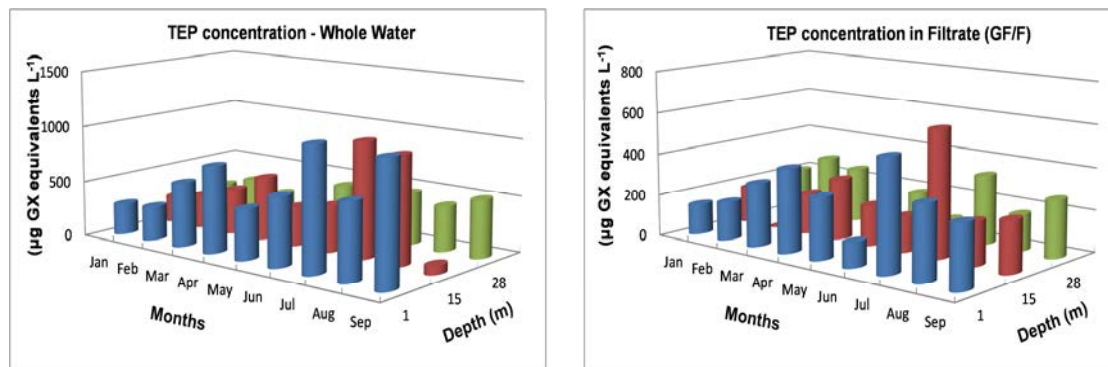 TEP concentration - Whole Water
(µg GX equivalents L-1)
1500
1000
500
0
Jan
Feb
Mar
Apr
May
Jun
Jul
Aug
Sep
Months
1
15
28
Depth (m)
TEP concentration in Filtrate (GF/F)
(µg GX equivalents L-1)
800
600
400
200
0
Jan
Feb
Mar
Apr
May
Jun
Jul
Aug
Sep
Months
1
15
28
Depth (m)